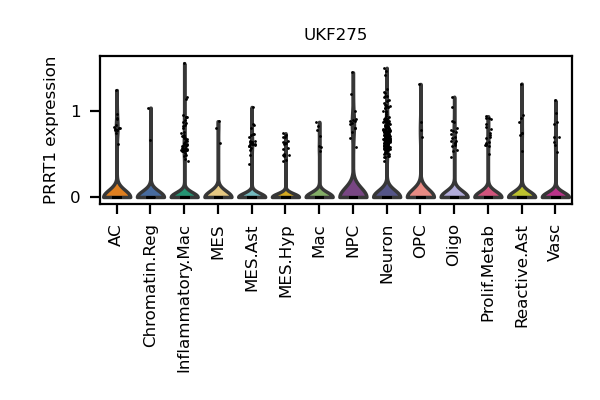 UKF275
PRRT1 expression
1
0
AC
Chromatin.Reg
Inflammatory.Mac
MES
MES.Ast
MES.Hyp
Mac
NPC
Neuron
OPC
Oligo
Prolif.Metab
Reactive.Ast
Vasc